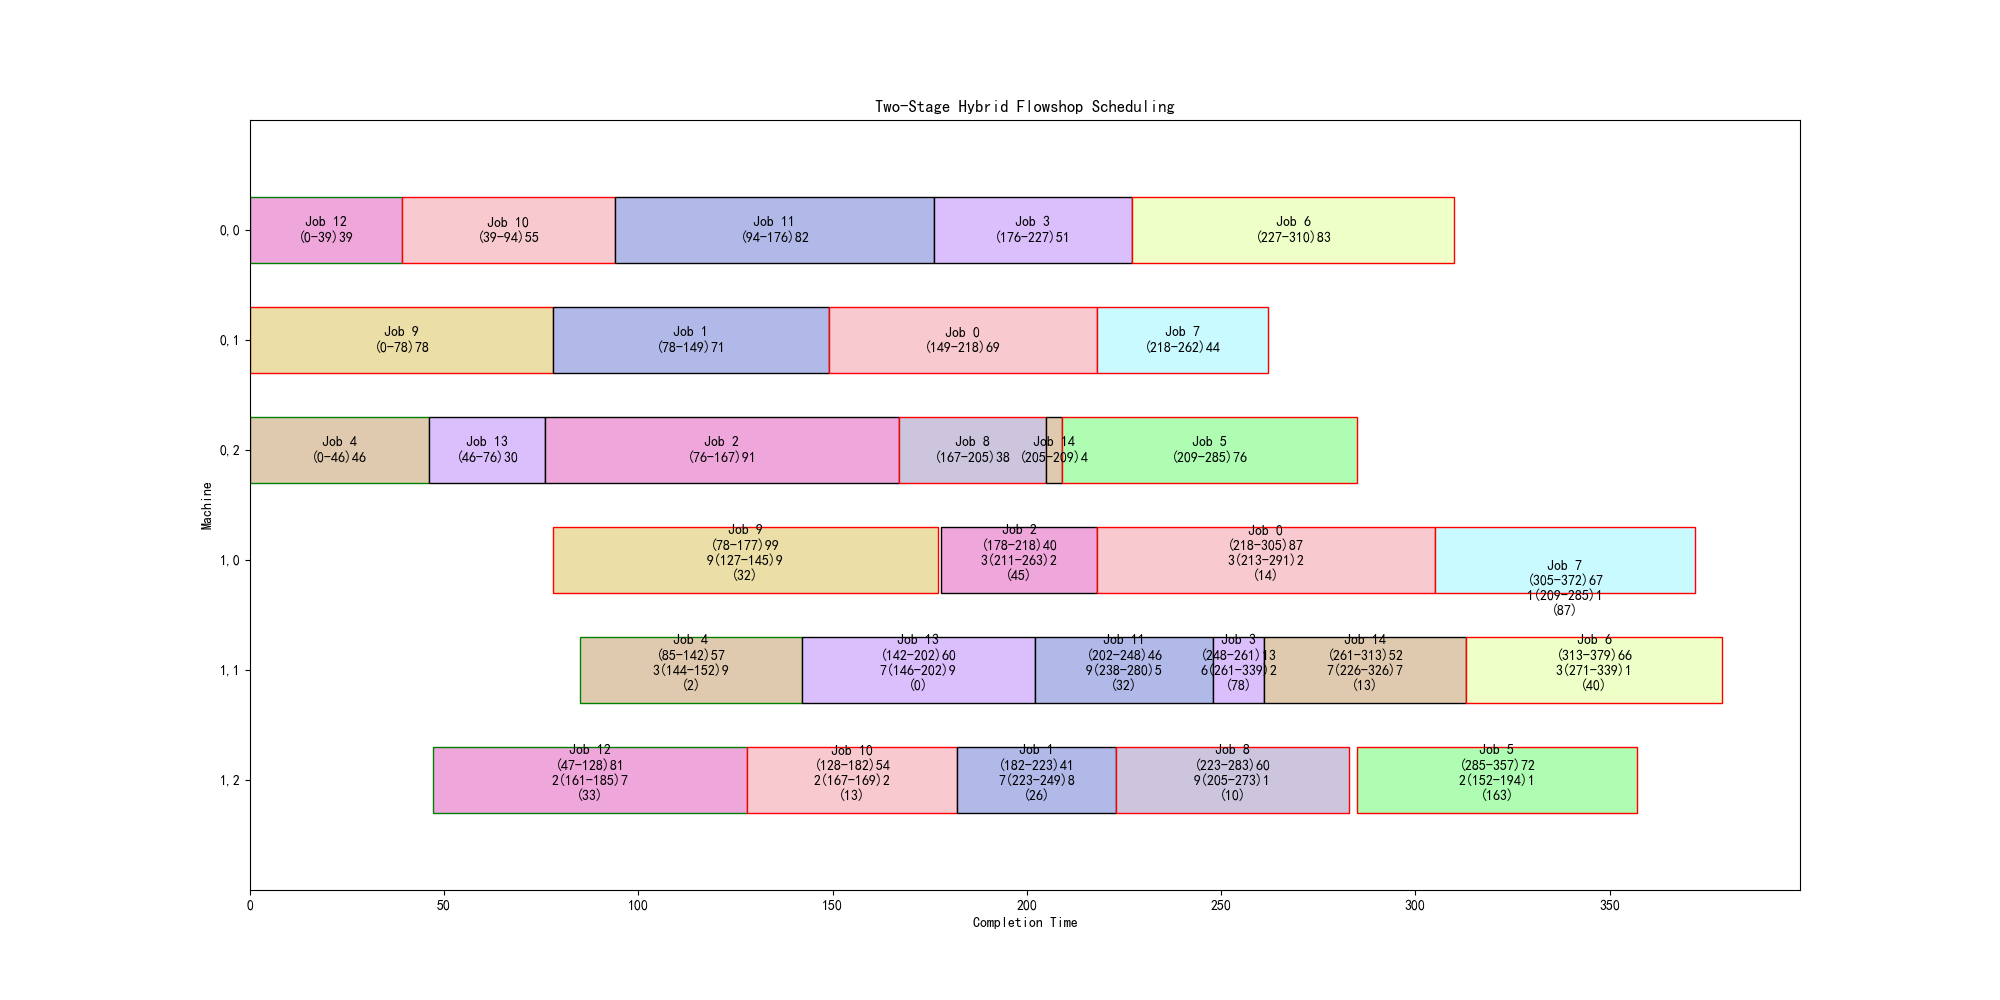 Two-Stage Hybrid Flowshop Scheduling
0,0
Job 12
(0-39)39
Job 10
(39-94)55
Job 11
(94-176)82
Job 3
(176-227)51
Job 6
(227-310)83
0,1
Job 9
(0-78)78
Job 1
(78-149)71
Job 0
(149-218)69
Job 7
(218-262)44
0,2
Job 4
(0-46)46
Job 13
(46-76)30
Job 2
(76-167)91
Job 8
(167-205)38
Job 14
(205-209)4
Job 5
(209-285)76
Machine
1,0
Job 9
(78-177)99
9(127-145)9
(32)
Job 2
(178-218)40
3(211-263)2
(45)
Job 0
(218-305)87
3(213-291)2
(14)
Job 7
(305-372)67
1(209-285)1
(87)
1,1
Job 4
(85-142)57
3(144-152)9
(2)
Job 13
(142-202)60
7(146-202)9
(0)
Job 11
(202-248)46
9(238-280)5
(32)
Job 3
(248-261)13
6(261-339)2
(78)
Job 14
(261-313)52
7(226-326)7
(13)
Job 6
(313-379)66
3(271-339)1
(40)
1,2
Job 12
(47-128)81
2(161-185)7
(33)
Job 10
(128-182)54
2(167-169)2
(13)
Job 1
(182-223)41
7(223-249)8
(26)
Job 8
(223-283)60
9(205-273)1
(10)
Job 5
(285-357)72
2(152-194)1
(163)
0
50
100
150
200
250
300
350
Completion Time